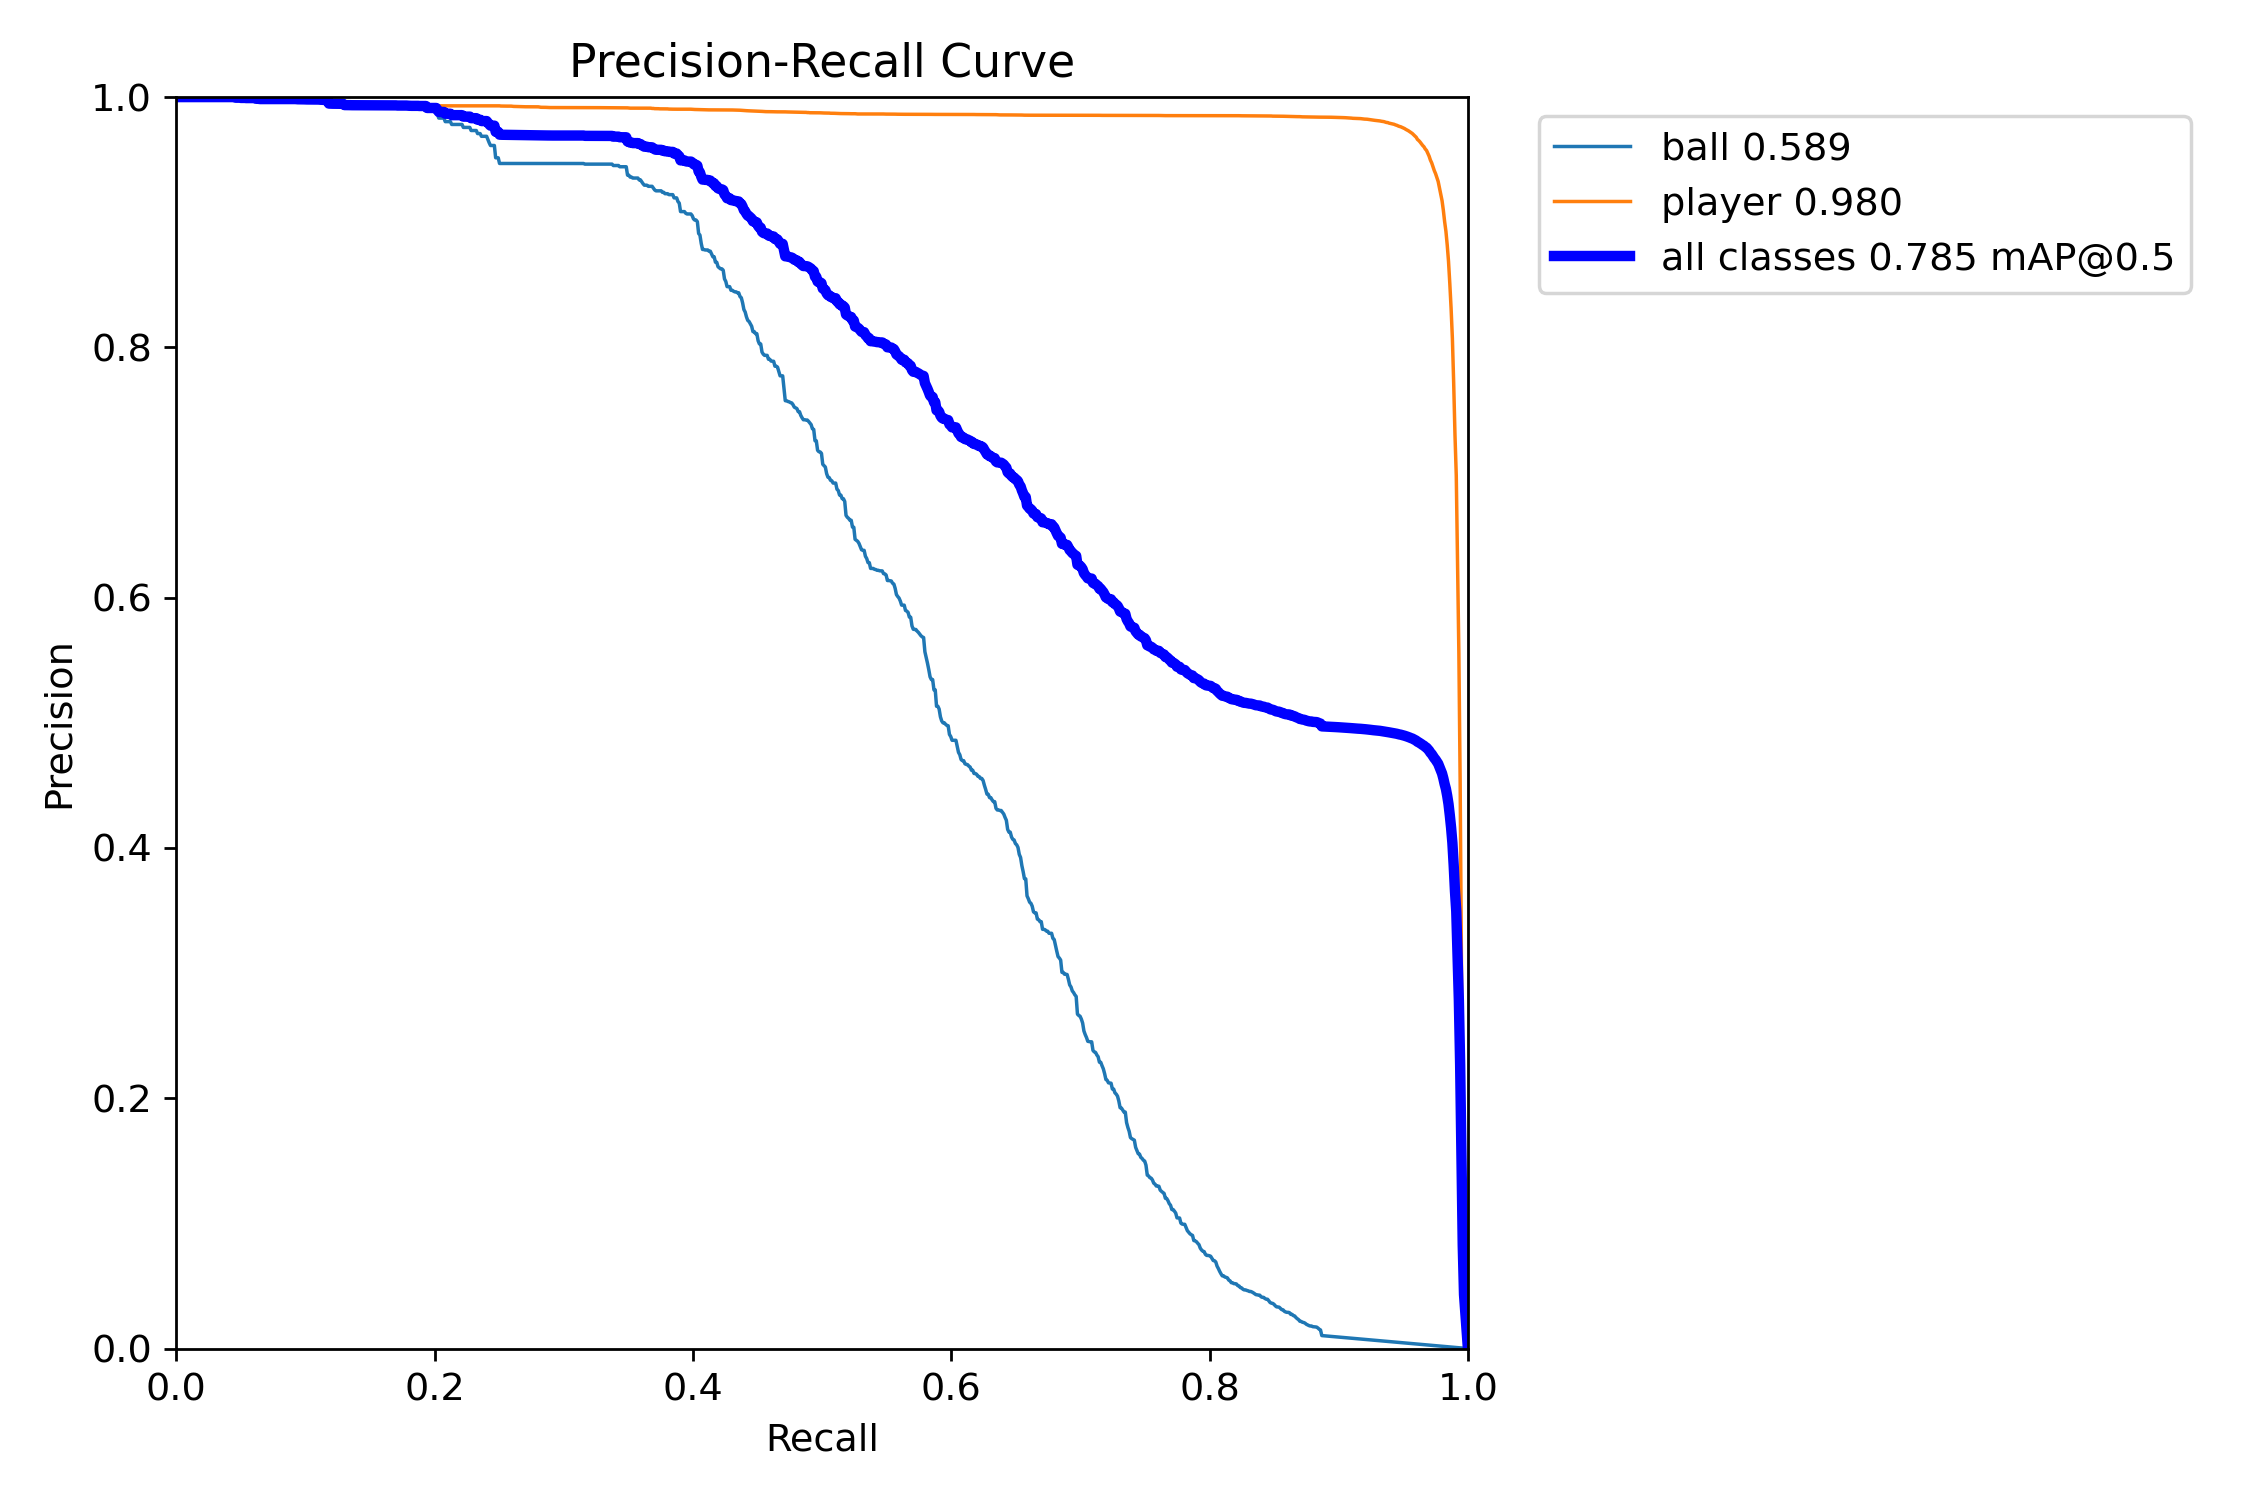 Precision-Recall Curve
1.0
0.8
0.6
0.4
0.2
0.0
Precision
0.0 0.2 0.4 0.6 0.8 1.0
Recall
ball 0.589
player 0.980
all classes 0.785 mAP@0.5